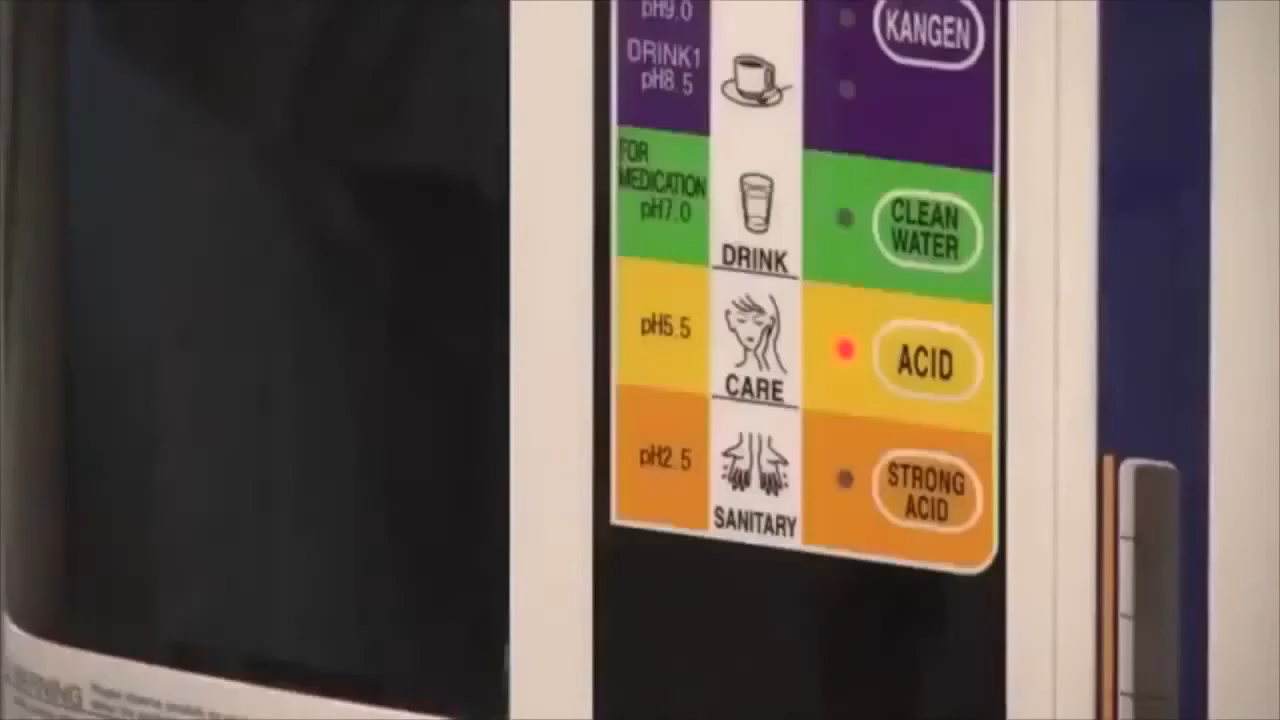 pH9.0
KANGEN
DRINK1
pH8.5
FOR
MEDICATION
pH7.0
CLEAN
WATER
DRINK
pH5.5
ACID
CARE
pH2.5
STRONG
ACID
SANITARY
WARNING